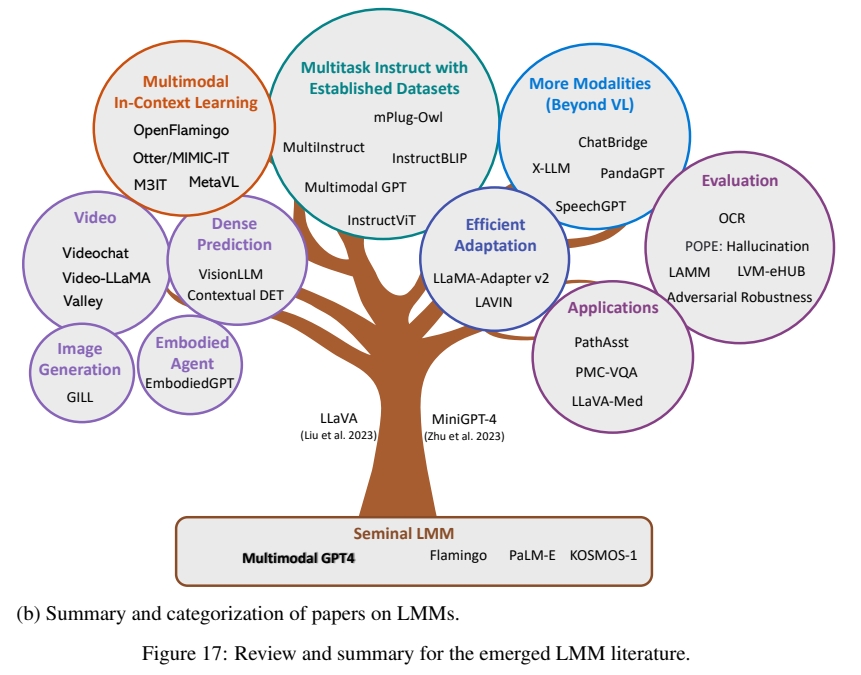 Multimodal
In-Context Learning
OpenFlamingo
Otter/MIMIC-IT
M3IT MetaVL
Multitask Instruct with
Established Datasets
mPlug-Owl
MultiInstruct
InstructBLIP
Multimodal GPT
InstructViT
More Modalities
(Beyond VL)
ChatBridge
X-LLM PandaGPT
SpeechGPT
Evaluation
OCR
POPE: Hallucination
LAMM LVM-eHUB
Adversarial Robustness
Video
Videochat
Video-LLaMA
Valley
Dense
Prediction
VisionLLM
Contextual DET
Efficient
Adaptation
LLaMA-Adapter v2
LAVIN
Applications
PathAsst
PMC-VQA
LLaVA-Med
Image
Generation
GILL
Embodied
Agent
EmbodiedGPT
LLaVA
(Liu et al. 2023)
MiniGPT-4
(Zhu et al. 2023)
Seminal LMM
Multimodal GPT4 Flamingo PaLM-E KOSMOS-1
(b) Summary and categorization of papers on LMMs.
Figure 17: Review and summary for the emerged LMM literature.